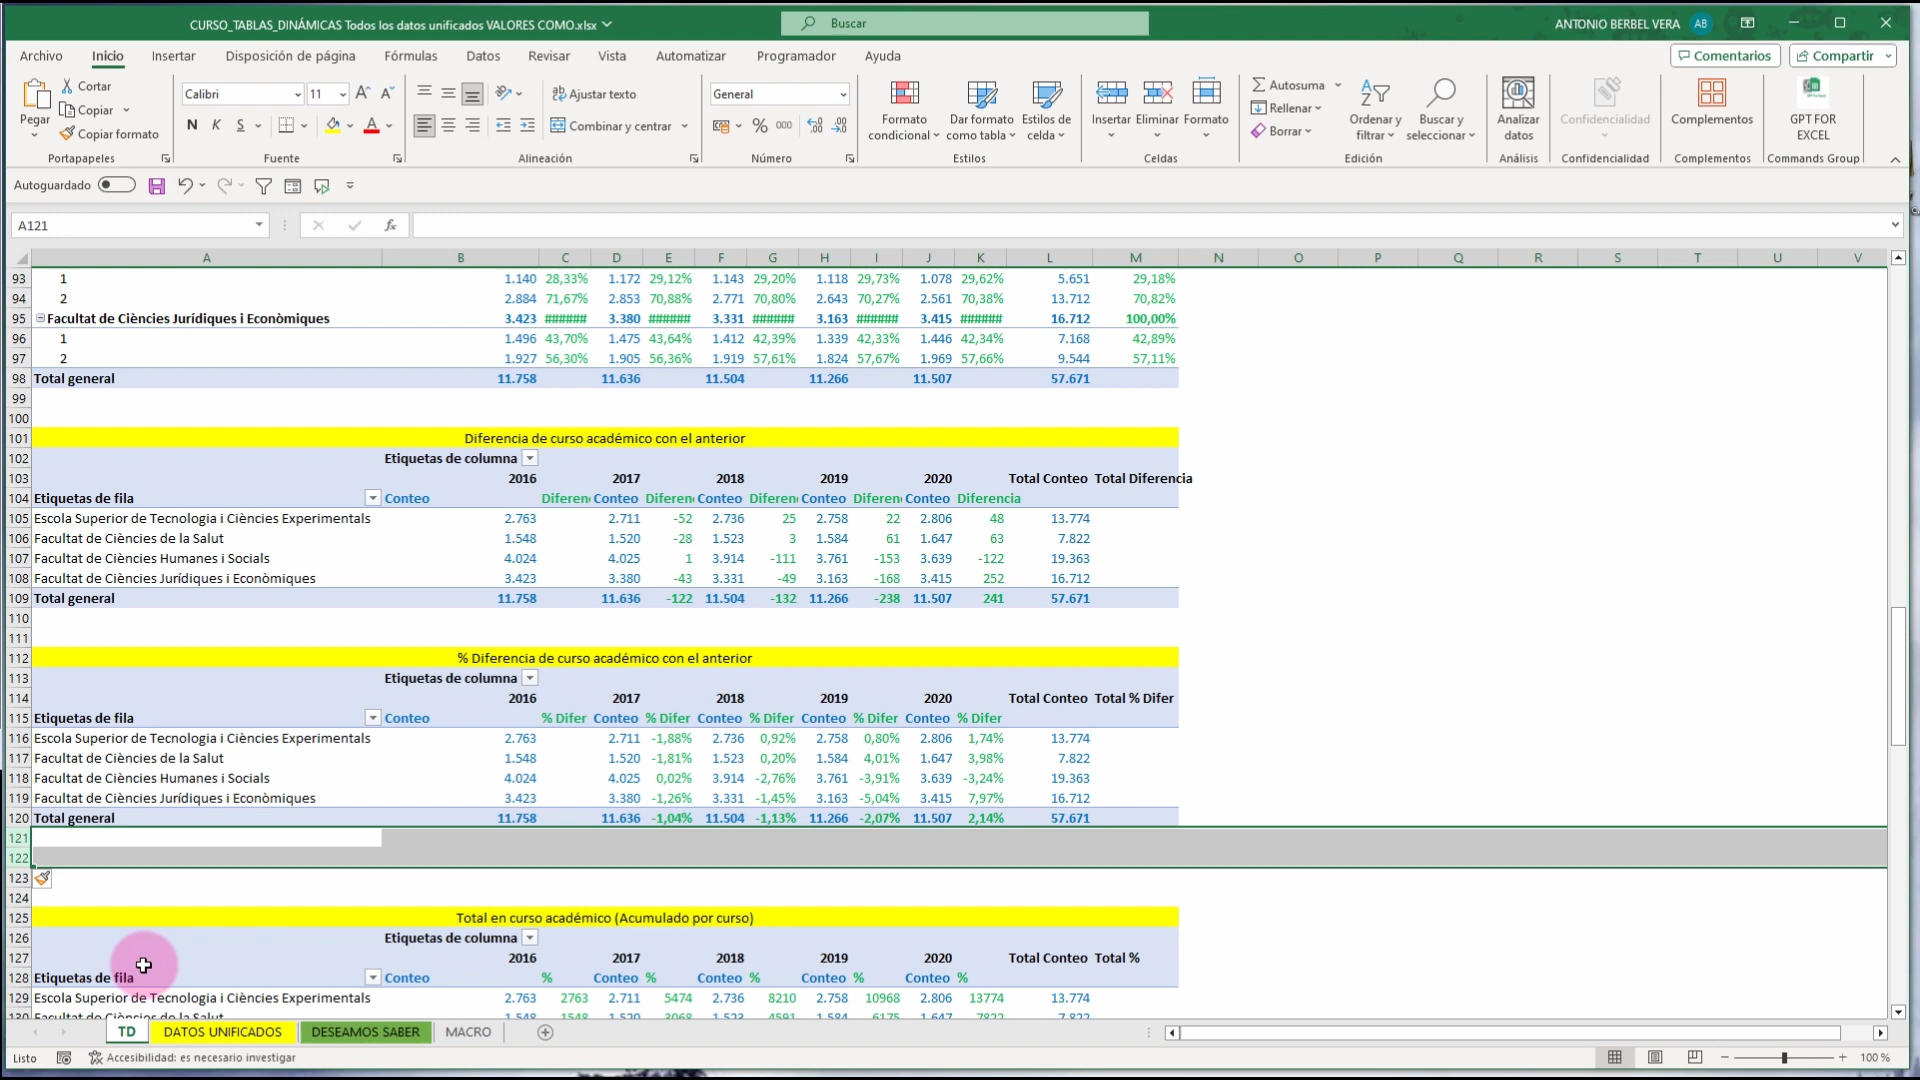 CURSO_TABLAS_DINÁMICAS Todos los datos unificados VALORES COMO.xlsx
Buscar
ANTONIO BERBEL VERA AB
Archivo Inicio Insertar Disposición de página Fórmulas Datos Revisar Vista Automatizar Programador Ayuda Comentarios Compartir
Pegar Cortar Copiar Copiar formato
Calibri 11
N K S
Ajustar texto
Combinar y centrar
General
% 000
Formato condicional
Dar formato como tabla
Estilos de celda
Insertar Eliminar Formato
Autosuma
Rellenar
Borrar
Ordenar y filtrar
Buscar y seleccionar
Analizar datos
Confidencialidad
Complementos
GPT FOR EXCEL
Portapapeles Fuente Alineación Número Estilos Celdas Edición Análisis Confidencialidad Complementos Commands Group
Autoguardado
A121 fx
A B C D E F G H I J K L M N O P Q R S T U V
93 1 1.140 28,33% 1.172 29,12% 1.143 29,20% 1.118 29,73% 1.078 29,62% 5.651 29,18%
94 2 2.884 71,67% 2.853 70,88% 2.771 70,80% 2.643 70,27% 2.561 70,38% 13.712 70,82%
95 Facultat de Ciències Jurídiques i Econòmiques 3.423 ###### 3.380 ###### 3.331 ###### 3.163 ###### 3.415 ###### 16.712 100,00%
96 1 1.496 43,70% 1.475 43,64% 1.412 42,39% 1.339 42,33% 1.446 42,34% 7.168 42,89%
97 2 1.927 56,30% 1.905 56,36% 1.919 57,61% 1.824 57,67% 1.969 57,66% 9.544 57,11%
98 Total general 11.758 11.636 11.504 11.266 11.507 57.671
99
100
101 Diferencia de curso académico con el anterior
102 Etiquetas de columna
103 2016 2017 2018 2019 2020 Total Conteo Total Diferencia
104 Etiquetas de fila Conteo Diferen Conteo Diferen Conteo Diferen Conteo Diferen Conteo Diferencia
105 Escola Superior de Tecnologia i Ciències Experimentals 2.763 2.711 -52 2.736 25 2.758 22 2.806 48 13.774
106 Facultat de Ciències de la Salut 1.548 1.520 -28 1.523 3 1.584 61 1.647 63 7.822
107 Facultat de Ciències Humanes i Socials 4.024 4.025 1 3.914 -111 3.761 -153 3.639 -122 19.363
108 Facultat de Ciències Jurídiques i Econòmiques 3.423 3.380 -43 3.331 -49 3.163 -168 3.415 252 16.712
109 Total general 11.758 11.636 -122 11.504 -132 11.266 -238 11.507 241 57.671
110
111
112 % Diferencia de curso académico con el anterior
113 Etiquetas de columna
114 2016 2017 2018 2019 2020 Total Conteo Total % Difer
115 Etiquetas de fila Conteo % Difer Conteo % Difer Conteo % Difer Conteo % Difer Conteo % Difer
116 Escola Superior de Tecnologia i Ciències Experimentals 2.763 2.711 -1,88% 2.736 0,92% 2.758 0,80% 2.806 1,74% 13.774
117 Facultat de Ciències de la Salut 1.548 1.520 -1,81% 1.523 0,20% 1.584 4,01% 1.647 3,98% 7.822
118 Facultat de Ciències Humanes i Socials 4.024 4.025 0,02% 3.914 -2,76% 3.761 -3,91% 3.639 -3,24% 19.363
119 Facultat de Ciències Jurídiques i Econòmiques 3.423 3.380 -1,26% 3.331 -1,45% 3.163 -5,04% 3.415 7,97% 16.712
120 Total general 11.758 11.636 -1,04% 11.504 -1,13% 11.266 -2,07% 11.507 2,14% 57.671
121
122
123
124
125 Total en curso académico (Acumulado por curso)
126 Etiquetas de columna
127 2016 2017 2018 2019 2020 Total Conteo Total %
128 Etiquetas de fila Conteo % Conteo % Conteo % Conteo % Conteo %
129 Escola Superior de Tecnologia i Ciències Experimentals 2.763 2763 2.711 5474 2.736 8210 2.758 10968 2.806 13774 13.774
130 Facultat de Ciències de la Salut 1.548 1548 1.520 3068 1.523 4591 1.584 6175 1.647 7822 7.822
TD DATOS UNIFICADOS DESEAMOS SABER MACRO
Listo Accesibilidad: es necesario investigar 100 %